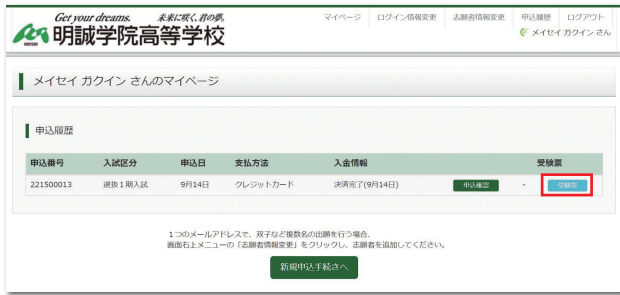 Get your dreams. 未来に咲く、君の夢。
明誠学院高等学校
マイページ ログイン情報変更 志願者情報変更 申込履歴 ログアウト
メイセイ ガクイン さん
メイセイ ガクイン さんのマイページ
申込履歴
申込番号 入試区分 申込日 支払方法 入金情報 受験票
221500013 選抜１期入試 9月14日 クレジットカード 決済完了(9月14日) 申込確認 - 受験票
１つのメールアドレスで、双子など複数名の出願を行う場合、
画面右上メニューの「志願者情報変更」をクリックし、志願者を追加してください。
新規申込手続きへ